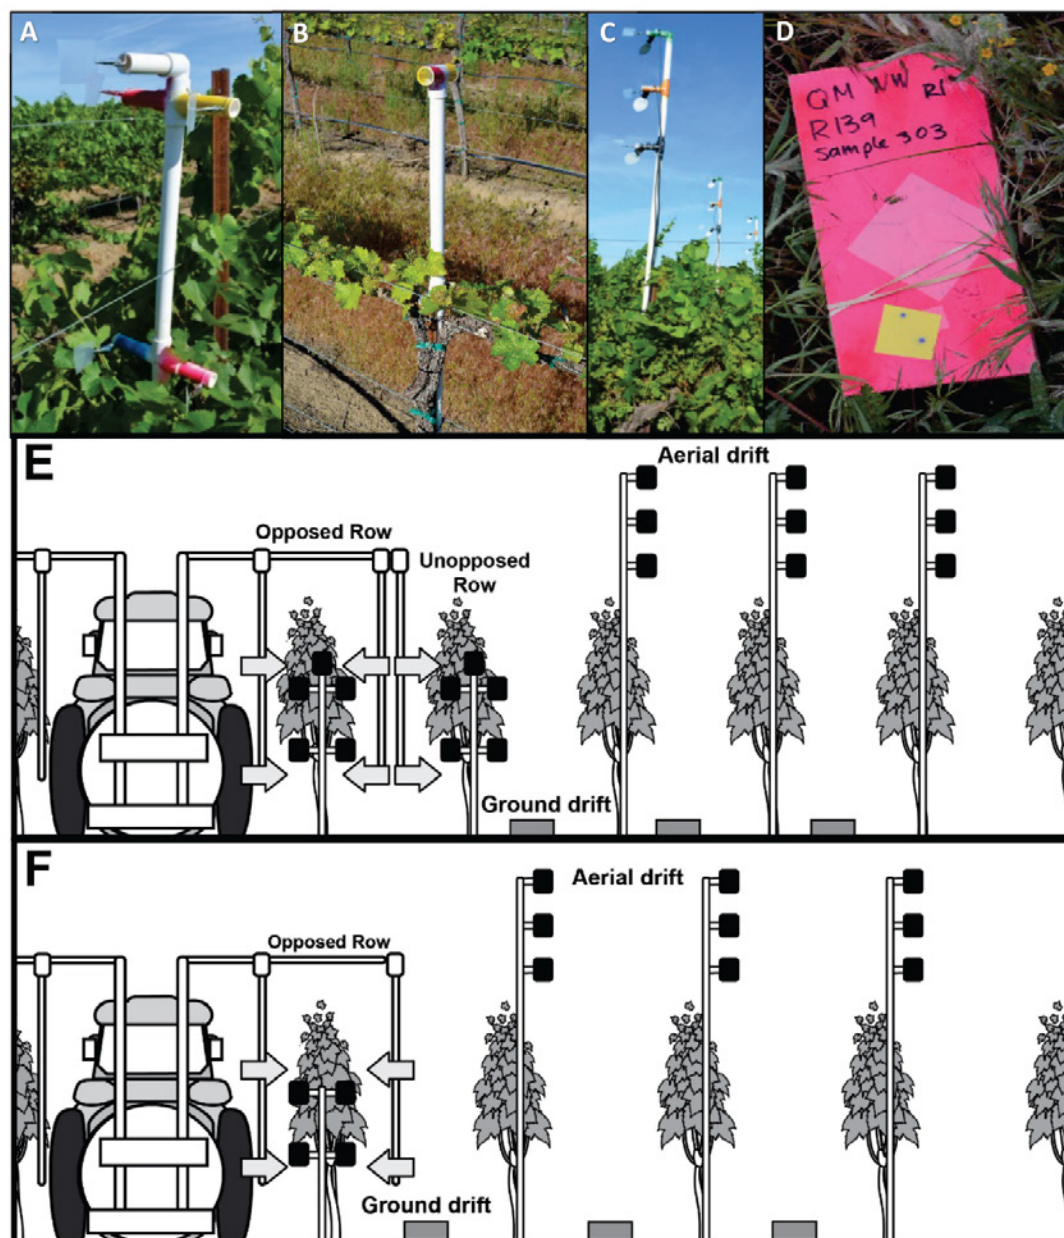 A
B
C
D
QM NW R1
R139
sample 303
E
Aerial drift
Opposed Row
Unopposed
Row
Ground drift
F
Aerial drift
Opposed Row
Ground drift